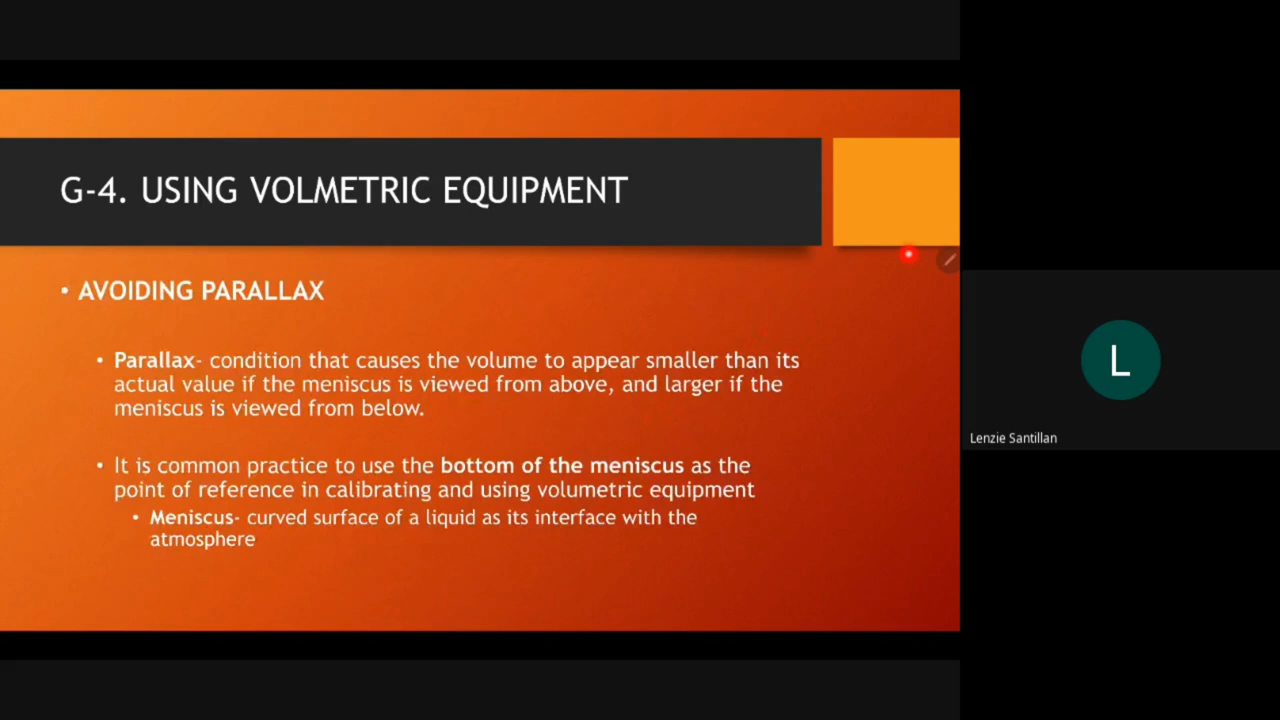 G-4. USING VOLMETRIC EQUIPMENT
• AVOIDING PARALLAX
• Parallax- condition that causes the volume to appear smaller than its
actual value if the meniscus is viewed from above, and larger if the
meniscus is viewed from below.
• It is common practice to use the bottom of the meniscus as the
point of reference in calibrating and using volumetric equipment
• Meniscus- curved surface of a liquid as its interface with the
atmosphere
L
Lenzie Santillan